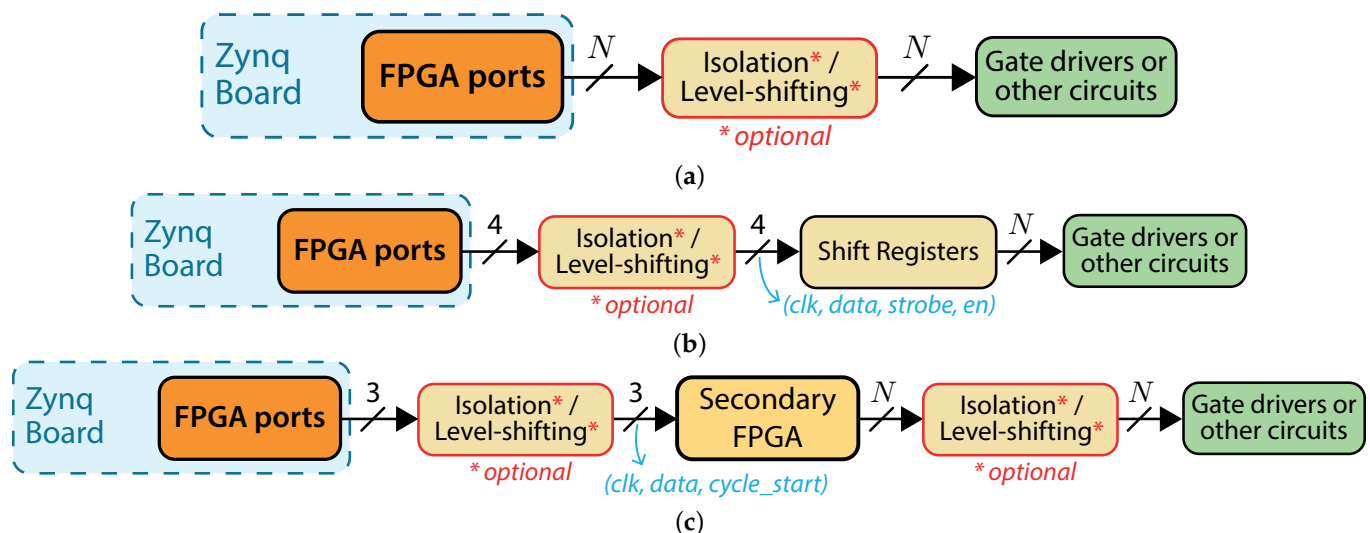 Zynq
Board
FPGA ports
N
Isolation* /
Level-shifting*
* optional
N
Gate drivers or
other circuits
(a)
Zynq
Board
FPGA ports
4
Isolation* /
Level-shifting*
* optional
4
(clk, data, strobe, en)
Shift Registers
N
Gate drivers or
other circuits
(b)
Zynq
Board
FPGA ports
3
Isolation* /
Level-shifting*
* optional
3
(clk, data, cycle_start)
Secondary
FPGA
N
Isolation* /
Level-shifting*
* optional
N
Gate drivers or
other circuits
(c)